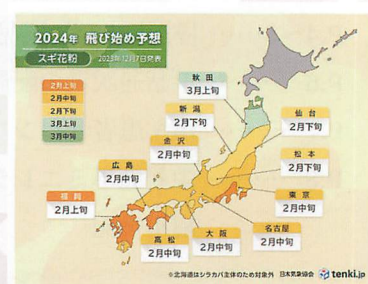 2024年 飛び始め予想
スギ花粉
2023年12月7日発表
2月上旬
2月中旬
2月下旬
3月上旬
3月中旬
秋田
3月上旬
新潟
2月下旬
仙台
2月下旬
金沢
2月中旬
松本
2月下旬
広島
2月中旬
東京
2月中旬
福岡
2月上旬
名古屋
2月中旬
大阪
2月中旬
高松
2月中旬
※北海道はシラカバ主体のため対象外 日本気象協会 tenki.jp